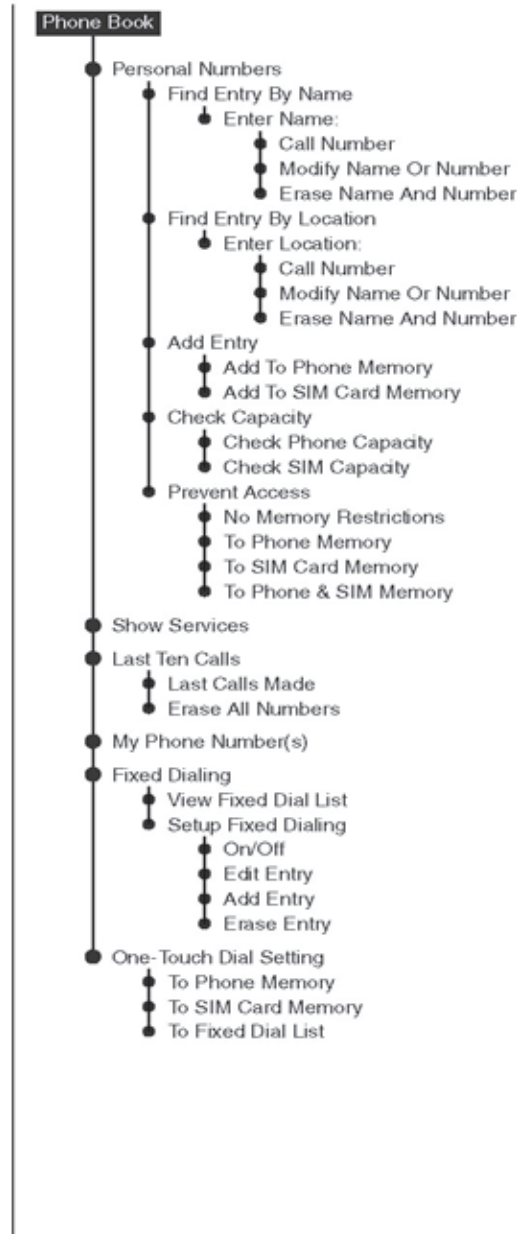 Phone Book
Personal Numbers
Find Entry By Name
Enter Name:
Call Number
Modify Name Or Number
Erase Name And Number
Find Entry By Location
Enter Location:
Call Number
Modify Name Or Number
Erase Name And Number
Add Entry
Add To Phone Memory
Add To SIM Card Memory
Check Capacity
Check Phone Capacity
Check SIM Capacity
Prevent Access
No Memory Restrictions
To Phone Memory
To SIM Card Memory
To Phone & SIM Memory
Show Services
Last Ten Calls
Last Calls Made
Erase All Numbers
My Phone Number(s)
Fixed Dialing
View Fixed Dial List
Setup Fixed Dialing
On/Off
Edit Entry
Add Entry
Erase Entry
One-Touch Dial Setting
To Phone Memory
To SIM Card Memory
To Fixed Dial List